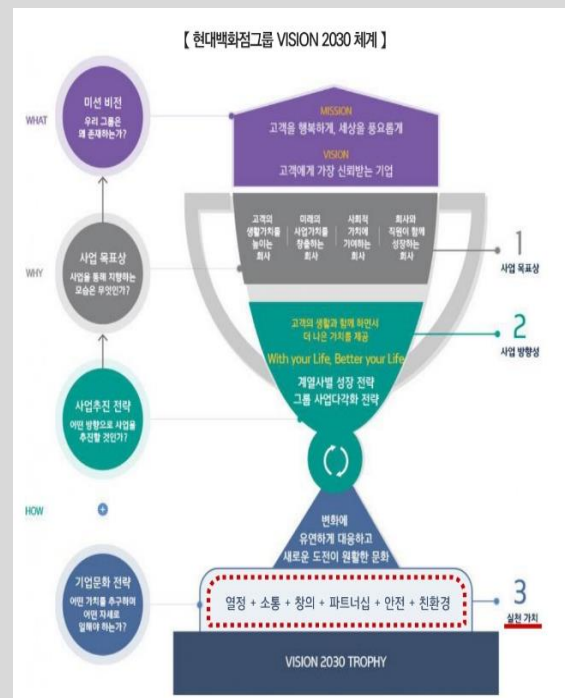 【 현대백화점그룹 VISION 2030 체계 】
WHAT
미션 비전
우리 그룹은
왜 존재하는가?
MISSION
고객을 행복하게, 세상을 풍요롭게
VISION
고객에게 가장 신뢰받는 기업
WHY
사업 목표상
사업을 통해 지향하는
모습은 무엇인가?
고객의
생활가치를
높이는
회사
미래의
사업가치를
창출하는
회사
사회적
가치에
기여하는
회사
회사와
직원이 함께
성장하는
회사
1
사업 목표상
고객의 생활과 함께 하면서
더 나은 가치를 제공
With your Life, Better your Life
계열사별 성장 전략
그룹 사업다각화 전략
2
사업 방향성
사업추진 전략
어떤 방향으로 사업을
추진할 것인가?
HOW
+
변화에
유연하게 대응하고
새로운 도전이 원활한 문화
기업문화 전략
어떤 가치를 추구하며
어떤 자세로
일해야 하는가?
열정 + 소통 + 창의 + 파트너십 + 안전 + 친환경
3
실천 가치
VISION 2030 TROPHY